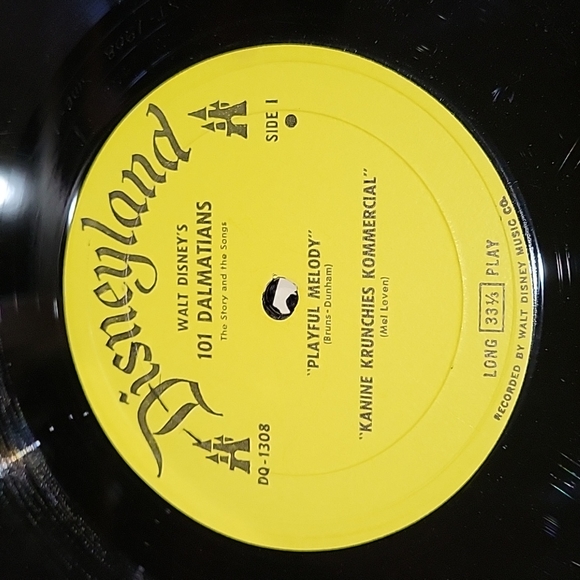 Disneyland
DQ-1308
SIDE 1
WALT DISNEY'S
101 DALMATIANS
The Story and the Songs
"PLAYFUL MELODY"
(Bruns-Dunham)
"KANINE KRUNCHIES KOMMERCIAL"
(Mel Loven)
LONG 33⅓ PLAY
RECORDED BY WALT DISNEY MUSIC CO.